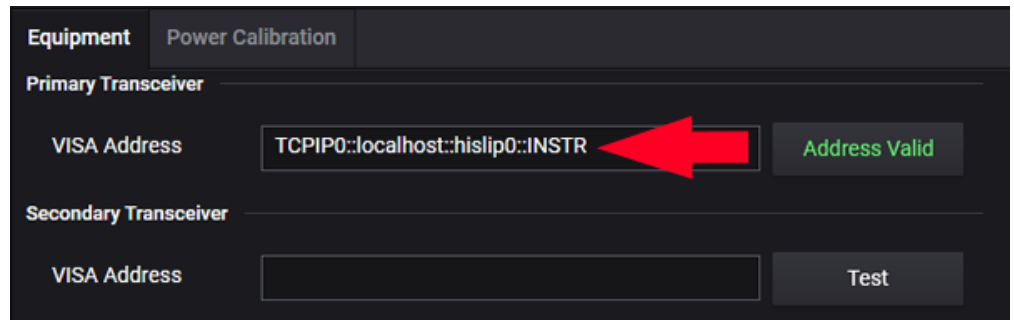 Equipment Power Calibration
Primary Transceiver
VISA Address TCPIP0::localhost::hislip0::INSTR Address Valid
Secondary Transceiver
VISA Address Test